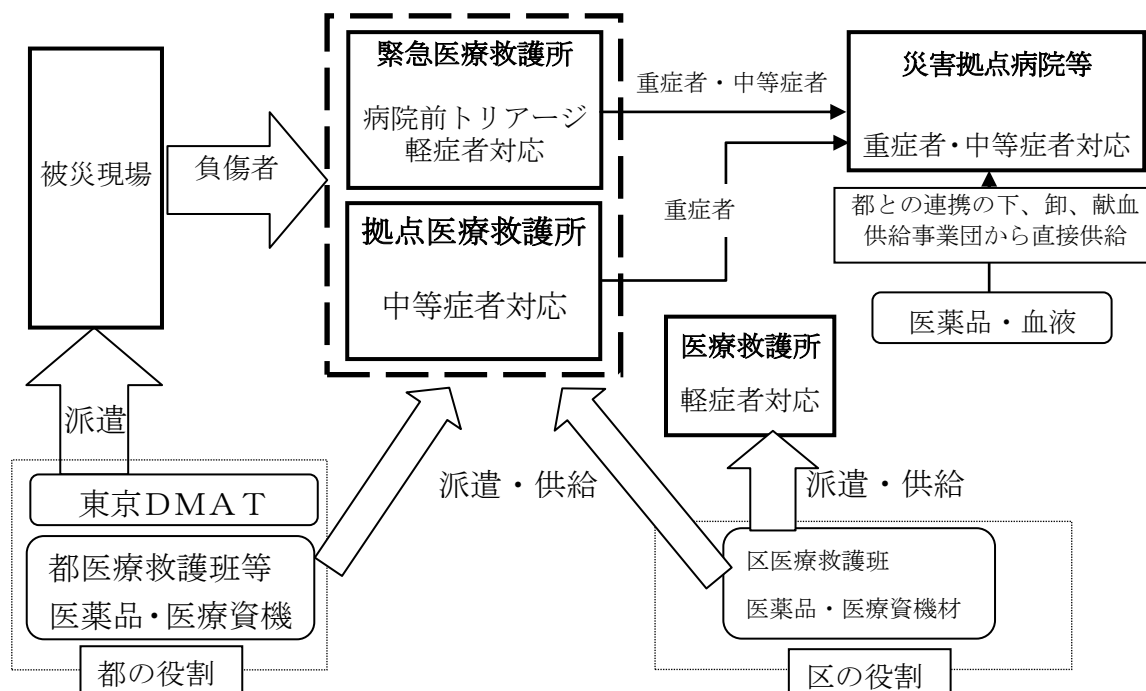 被災現場
負傷者
緊急医療救護所
病院前トリアージ
軽症者対応
拠点医療救護所
中等症者対応
重症者・中等症者
重症者
災害拠点病院等
重症者・中等症者対応
都との連携の下、卸、献血
供給事業団から直接供給
医薬品・血液
医療救護所
軽症者対応
派遣
派遣・供給
派遣・供給
東京DMAT
都医療救護班等
医薬品・医療資機
都の役割
区医療救護班
医薬品・医療資機材
区の役割